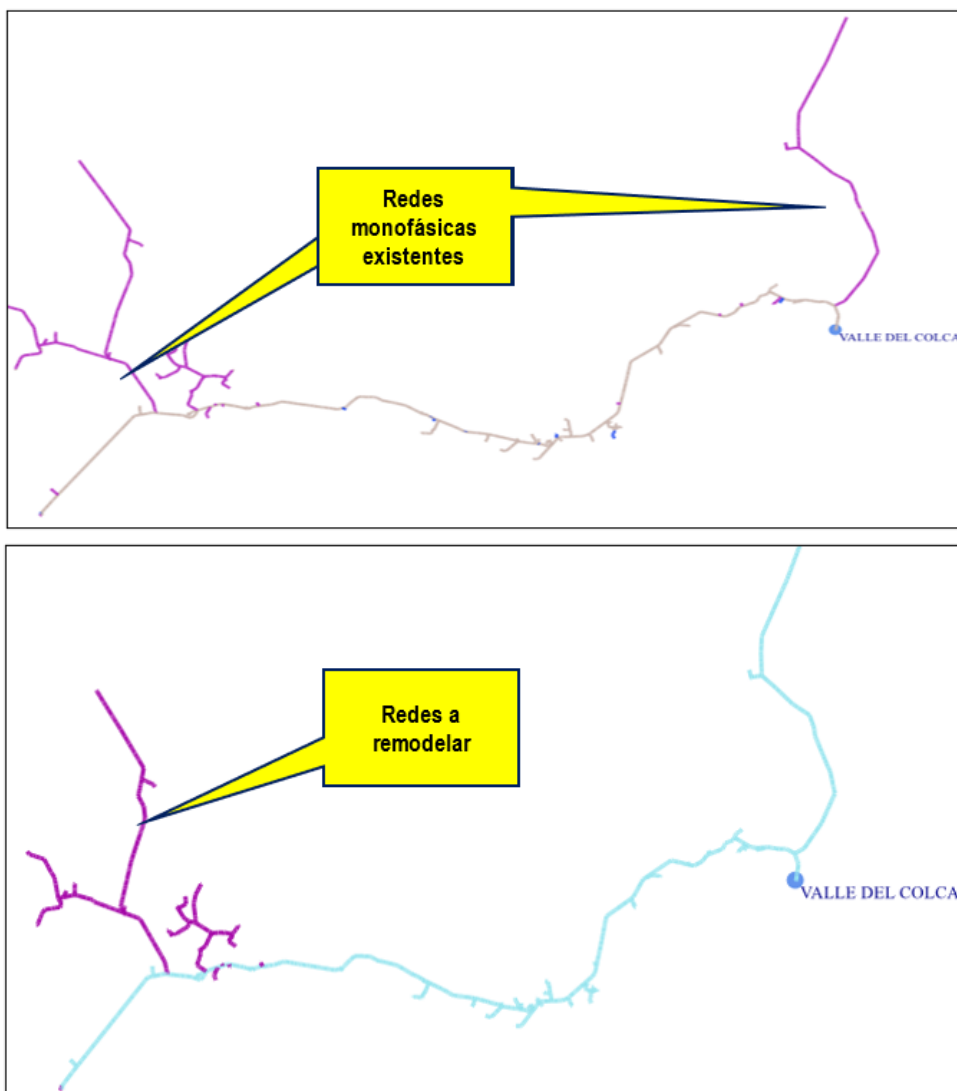 Redes
monofásicas
existentes
VALLE DEL COLCA
Redes a
remodelar
VALLE DEL COLCA